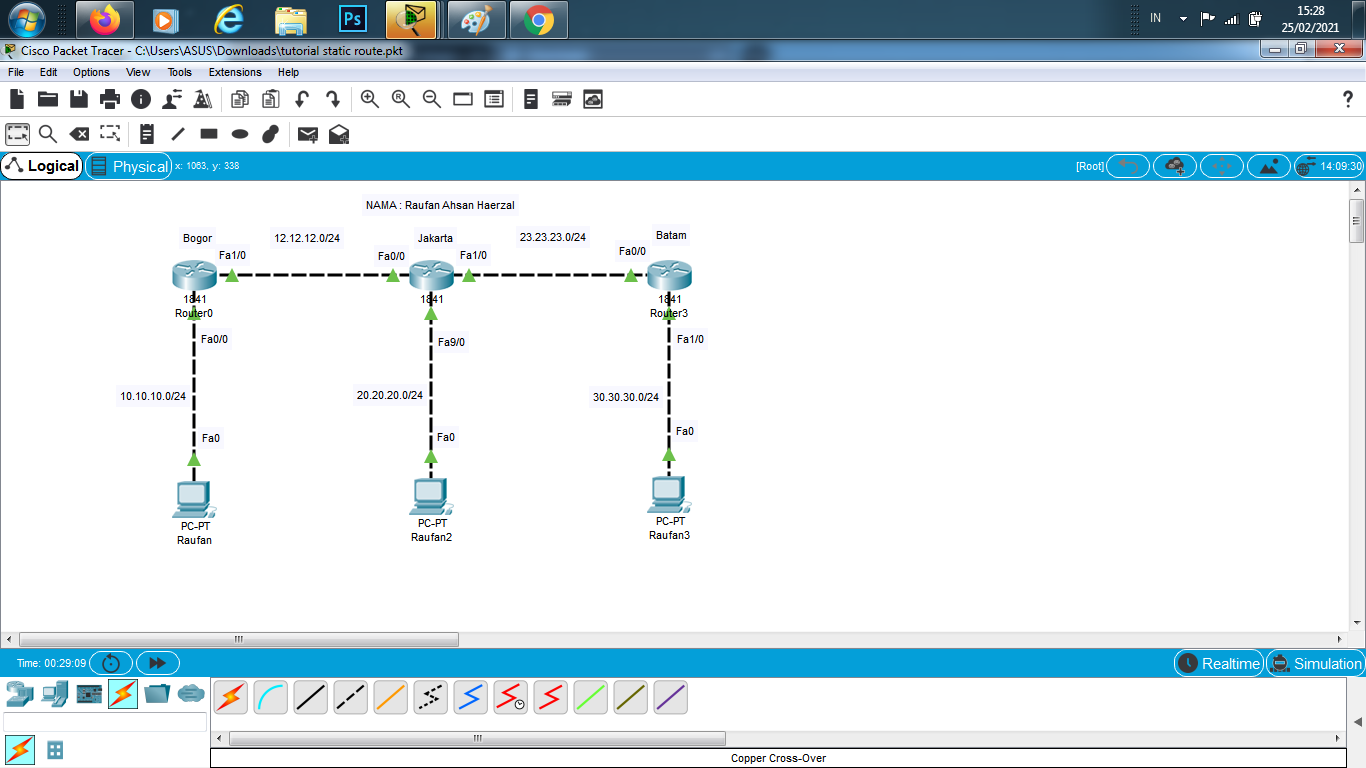 Ps
IN
15:28
25/02/2021
Cisco Packet Tracer - C:\Users\ASUS\Downloads\tutorial static route.pkt
File Edit Options View Tools Extensions Help
Logical Physical x: 1063, y: 338 [Root] 14:09:30
NAMA : Raufan Ahsan Haerzal
Bogor 12.12.12.0/24 Jakarta 23.23.23.0/24 Batam
Fa1/0 Fa0/0 Fa1/0 Fa0/0
1841 1841 1841
Router0 Router3
Fa0/0 Fa9/0 Fa1/0
10.10.10.0/24 20.20.20.0/24 30.30.30.0/24
Fa0 Fa0 Fa0
PC-PT PC-PT PC-PT
Raufan Raufan2 Raufan3
Time: 00:29:09 Realtime Simulation
Copper Cross-Over